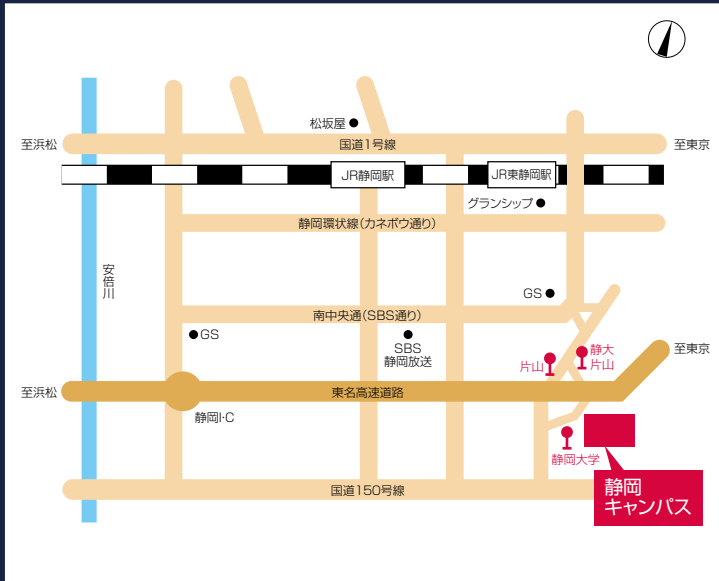 松坂屋
至浜松
国道1号線
至東京
JR静岡駅
JR東静岡駅
グランシップ
静岡環状線(カネボウ通り)
安倍川
GS
南中央通(SBS通り)
GS
SBS
静岡放送
片山
静大
片山
至東京
至浜松
東名高速道路
静岡I・C
静岡大学
国道150号線
静岡
キャンパス